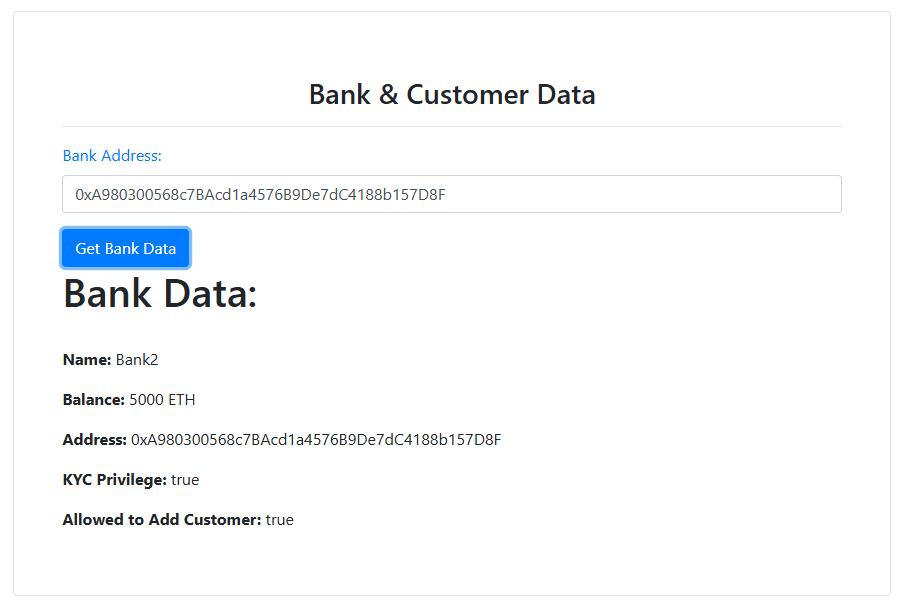 Bank & Customer Data
Bank Address:
0xA980300568c7BAcd1a4576B9De7dC4188b157D8F
Get Bank Data
Bank Data:
Name: Bank2
Balance: 5000 ETH
Address: 0xA980300568c7BAcd1a4576B9De7dC4188b157D8F
KYC Privilege: true
Allowed to Add Customer: true